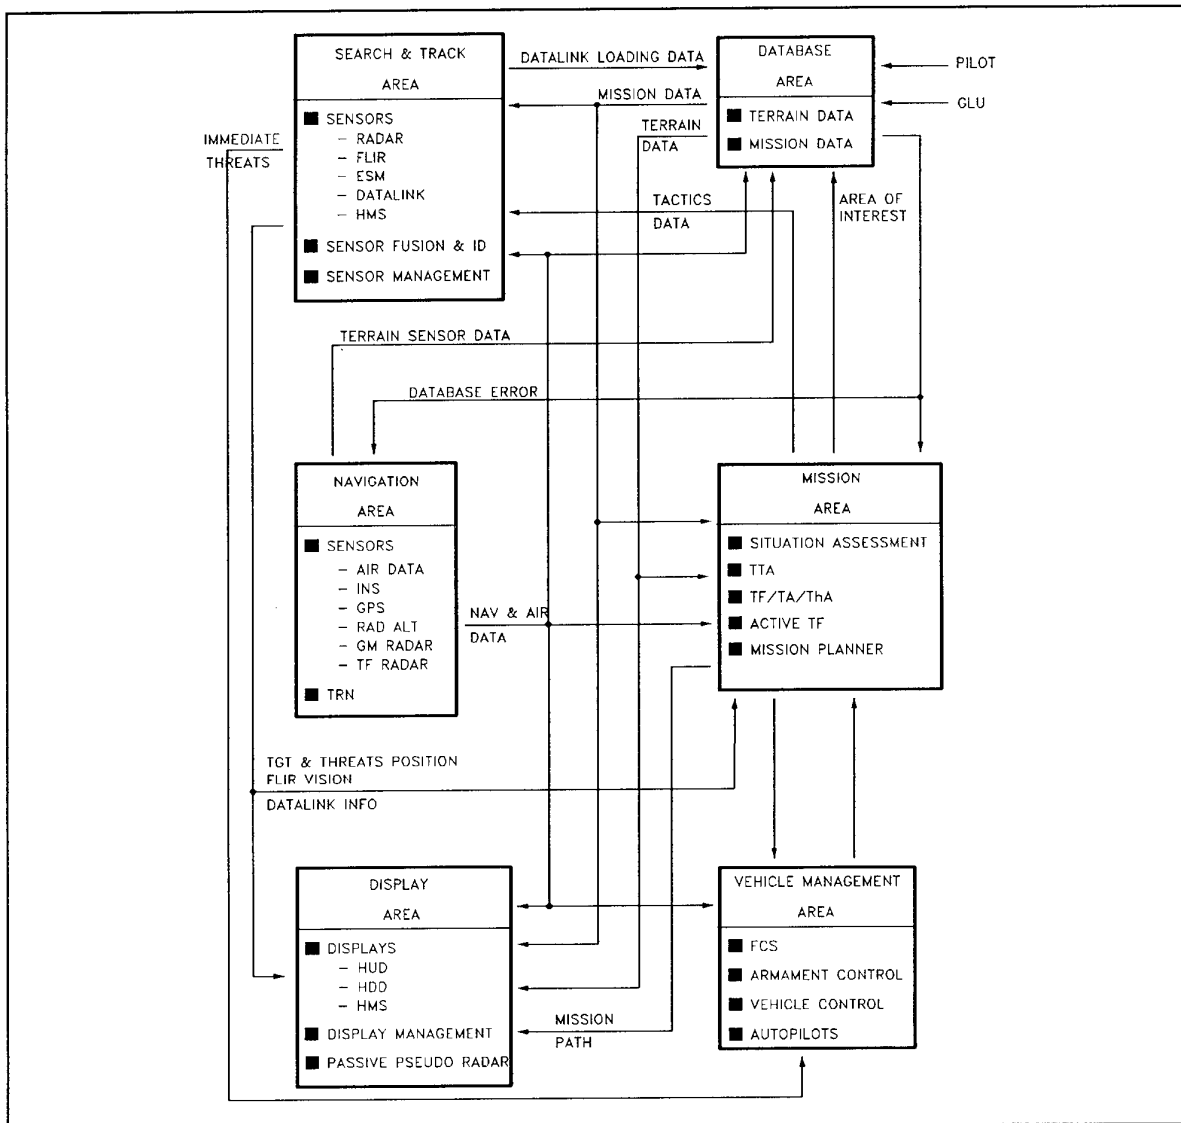 SEARCH & TRACK
AREA
SENSORS
– RADAR
– FLIR
– ESM
– DATALINK
– HMS
SENSOR FUSION & ID
SENSOR MANAGEMENT
DATALINK LOADING DATA
MISSION DATA
TERRAIN
DATA
TACTICS
DATA
DATABASE
AREA
TERRAIN DATA
MISSION DATA
PILOT
GLU
IMMEDIATE
THREATS
AREA OF
INTEREST
TERRAIN SENSOR DATA
DATABASE ERROR
NAVIGATION
AREA
SENSORS
– AIR DATA
– INS
– GPS
– RAD ALT
– GM RADAR
– TF RADAR
TRN
NAV & AIR
DATA
MISSION
AREA
SITUATION ASSESSMENT
TTA
TF/TA/ThA
ACTIVE TF
MISSION PLANNER
TGT & THREATS POSITION
FLIR VISION
DATALINK INFO
DISPLAY
AREA
DISPLAYS
– HUD
– HDD
– HMS
DISPLAY MANAGEMENT
PASSIVE PSEUDO RADAR
MISSION
PATH
VEHICLE MANAGEMENT
AREA
FCS
ARMAMENT CONTROL
VEHICLE CONTROL
AUTOPILOTS